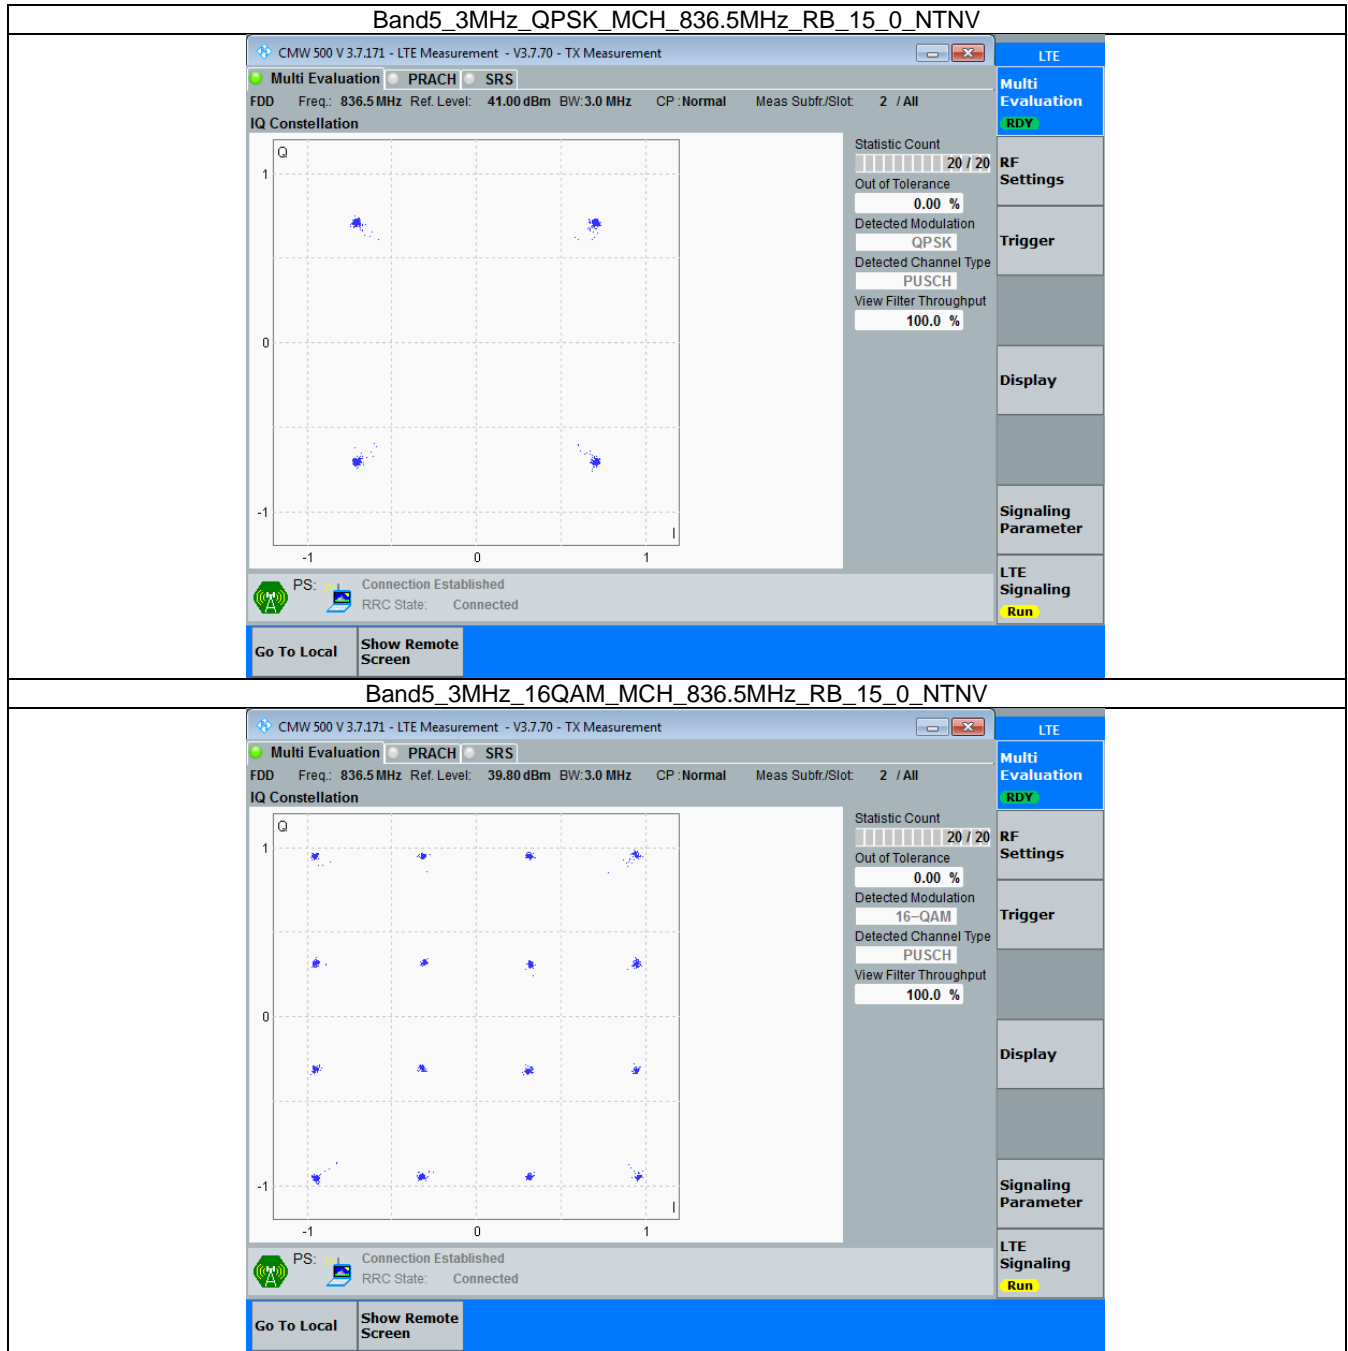 Band5_3MHz_QPSK_MCH_836.5MHz_RB_15_0_NTNV
CMW 500 V 3.7.171 - LTE Measurement - V3.7.70 - TX Measurement
LTE
Multi Evaluation PRACH SRS
Multi
Evaluation
RDY
FDD Freq.: 836.5 MHz Ref. Level: 41.00 dBm BW: 3.0 MHz CP : Normal Meas Subfr./Slot: 2 / All
IQ Constellation
Q
1
0
-1
I
-1 0 1
Statistic Count
20 / 20
Out of Tolerance
0.00 %
Detected Modulation
QPSK
Detected Channel Type
PUSCH
View Filter Throughput
100.0 %
RF
Settings
Trigger
Display
Signaling
Parameter
LTE
Signaling
Run
PS: Connection Established
RRC State: Connected
Go To Local
Show Remote
Screen
Band5_3MHz_16QAM_MCH_836.5MHz_RB_15_0_NTNV
CMW 500 V 3.7.171 - LTE Measurement - V3.7.70 - TX Measurement
LTE
Multi Evaluation PRACH SRS
Multi
Evaluation
RDY
FDD Freq.: 836.5 MHz Ref. Level: 39.80 dBm BW: 3.0 MHz CP : Normal Meas Subfr./Slot: 2 / All
IQ Constellation
Q
1
0
-1
I
-1 0 1
Statistic Count
20 / 20
Out of Tolerance
0.00 %
Detected Modulation
16-QAM
Detected Channel Type
PUSCH
View Filter Throughput
100.0 %
RF
Settings
Trigger
Display
Signaling
Parameter
LTE
Signaling
Run
PS: Connection Established
RRC State: Connected
Go To Local
Show Remote
Screen